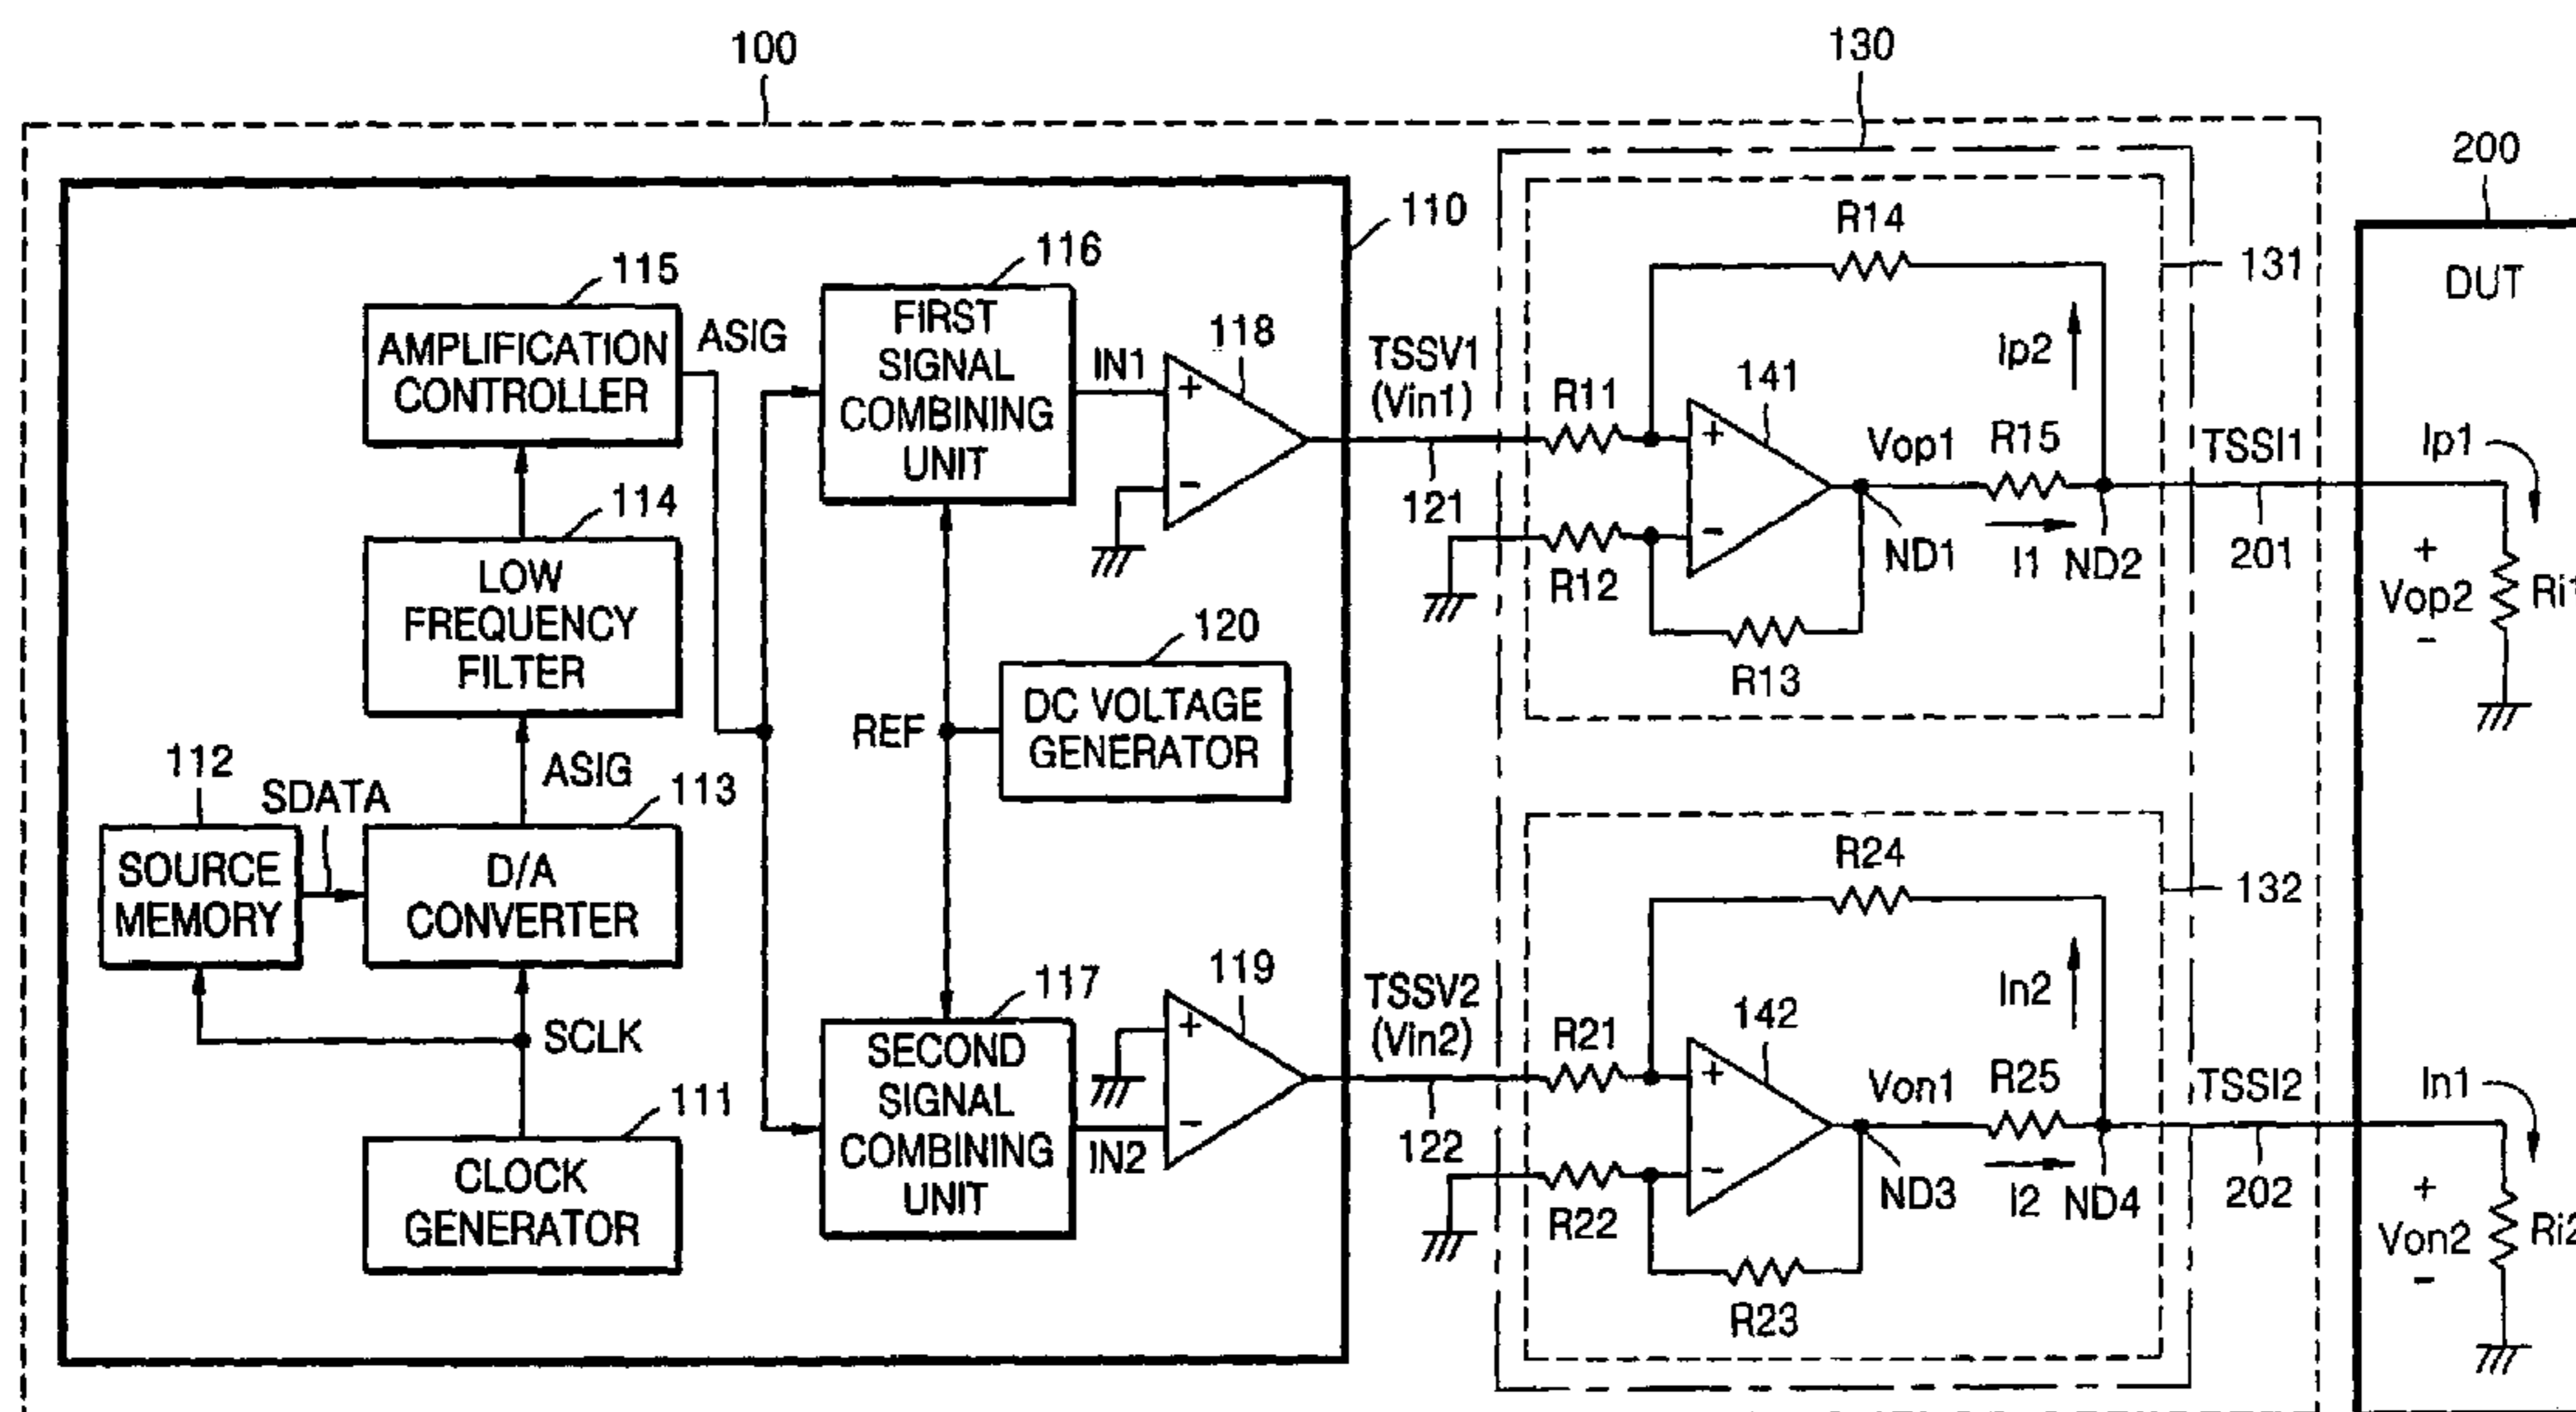 100
130
200
110
116
R14
131
DUT
115
FIRST
SIGNAL
COMBINING
UNIT
118
AMPLIFICATION
CONTROLLER
ASIG
IN1
+
-
TSSV1
(Vin1)
R11
141
Ip2
+
-
Vop1
R15
TSSI1
Ip1
121
R12
ND1
I1
ND2
201
+
Vop2
-
114
LOW
FREQUENCY
FILTER
120
R13
REF
DC VOLTAGE
GENERATOR
112
SDATA
ASIG
113
SOURCE
MEMORY
D/A
CONVERTER
R24
132
117
119
TSSV2
(Vin2)
In2
SCLK
SECOND
SIGNAL
COMBINING
UNIT
+
-
IN2
R21
142
+
-
Von1
R25
TSSI2
In1
111
CLOCK
GENERATOR
122
R22
ND3
I2
ND4
202
+
Von2
-
Ri2
R23